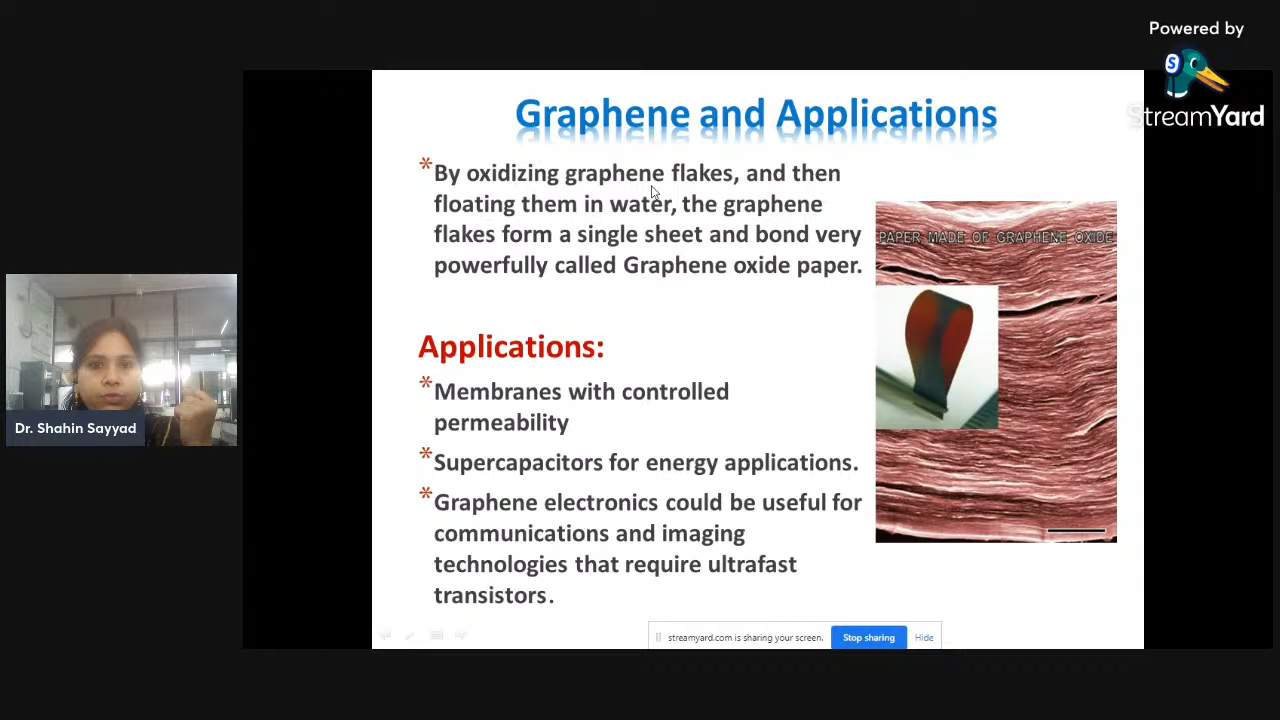 Powered by
StreamYard
Graphene and Applications
* By oxidizing graphene flakes, and then
floating them in water, the graphene
flakes form a single sheet and bond very
powerfully called Graphene oxide paper.
PAPER MADE OF GRAPHENE OXIDE
Applications:
* Membranes with controlled
permeability
* Supercapacitors for energy applications.
* Graphene electronics could be useful for
communications and imaging
technologies that require ultrafast
transistors.
Dr. Shahin Sayyad
streamyard.com is sharing your screen.
Stop sharing
Hide